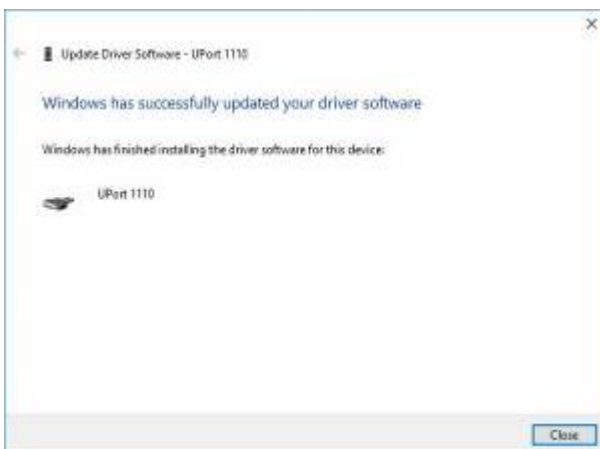 Update Driver Software - UPort 1110
Windows has successfully updated your driver software
Windows has finished installing the driver software for this device:
UPort 1110
Close